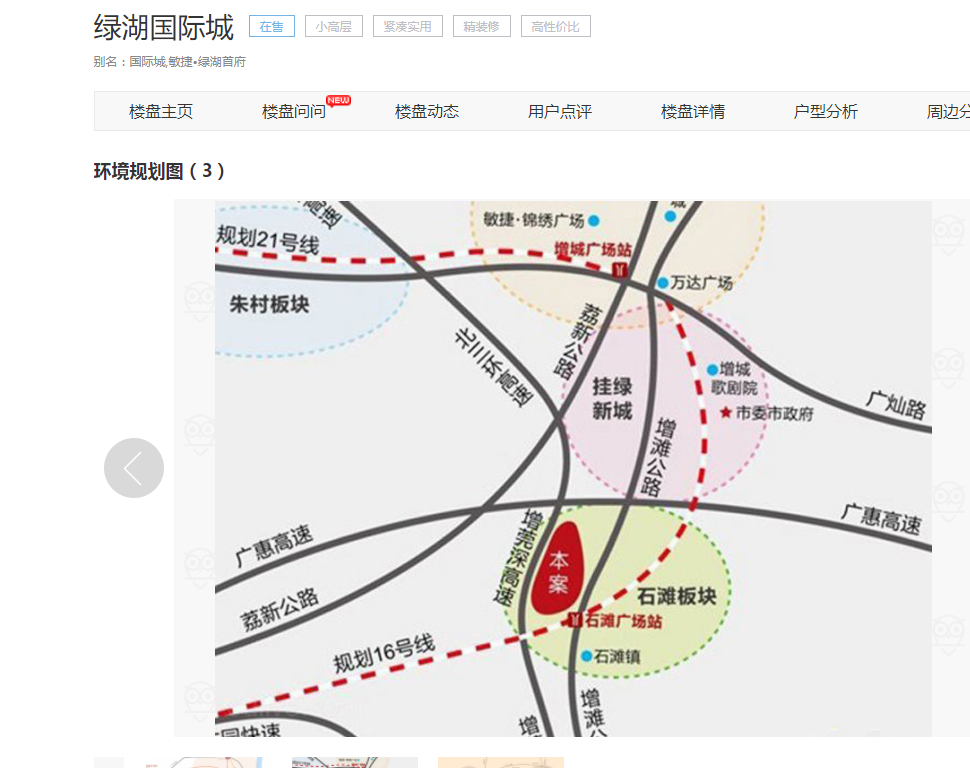 绿湖国际城 在售 小高层 紧凑实用 精装修 高性价比
别名：国际城,敏捷•绿湖首府
楼盘主页 楼盘问问 NEW 楼盘动态 用户点评 楼盘详情 户型分析 周边分
环境规划图（3）
高速
敏捷·锦绣广场
城
规划21号线
增城广场站
万达广场
朱村板块
荔新公路
北三环高速
挂绿
新城
增城
歌剧院
市委市政府
广灿路
增滩公路
广惠高速
广惠高速
增莞深高速
本案
石滩板块
荔新公路
石滩广场站
规划16号线
石滩镇
增滩公
增
园快速